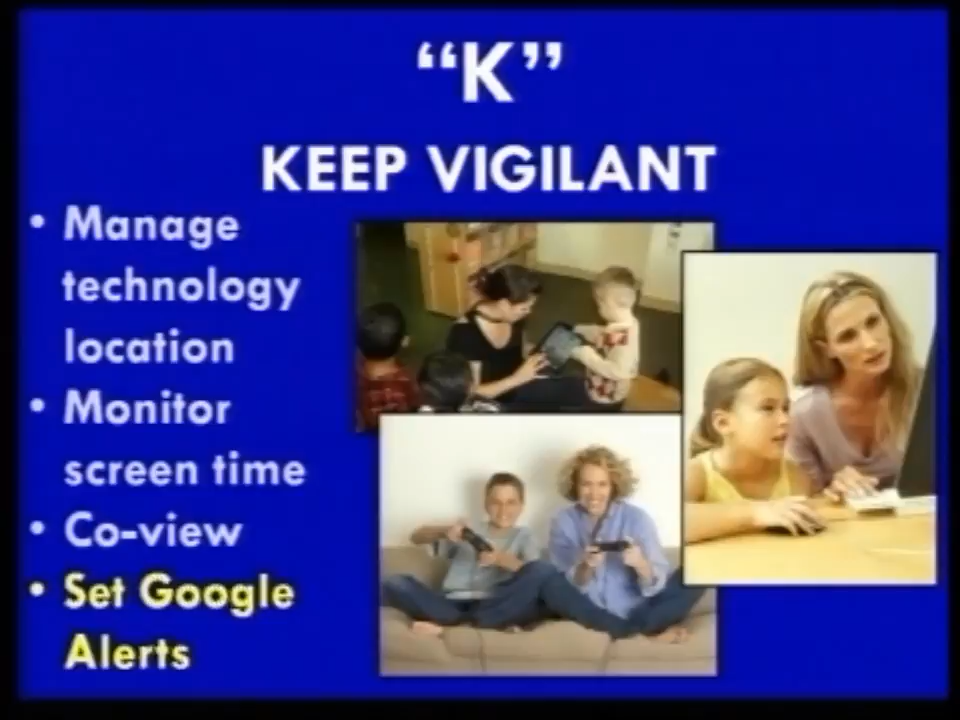 “K”
KEEP VIGILANT
• Manage
technology
location
• Monitor
screen time
• Co-view
• Set Google
Alerts